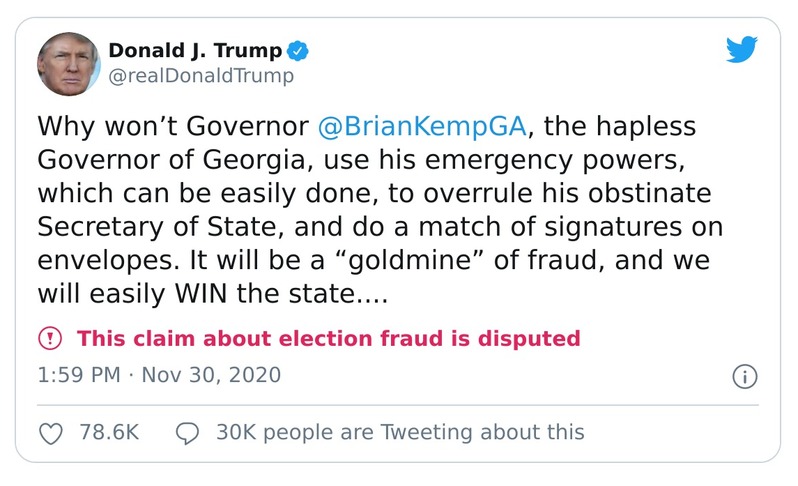 Donald J. Trump
@realDonaldTrump
Why won’t Governor @BrianKempGA, the hapless
Governor of Georgia, use his emergency powers,
which can be easily done, to overrule his obstinate
Secretary of State, and do a match of signatures on
envelopes. It will be a “goldmine” of fraud, and we
will easily WIN the state....
This claim about election fraud is disputed
1:59 PM · Nov 30, 2020
78.6K 30K people are Tweeting about this